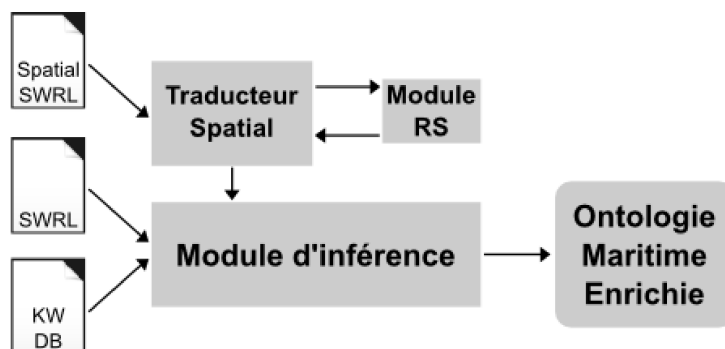 Spatial
SWRL
Traducteur
Spatial
Module
RS
SWRL
Module d'inférence
Ontologie
Maritime
Enrichie
KW
DB